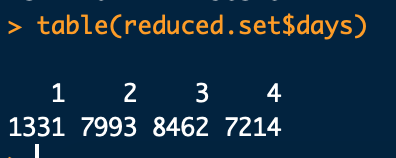 > table(reduced.set$days)
1 2 3 4
1331 7993 8462 7214